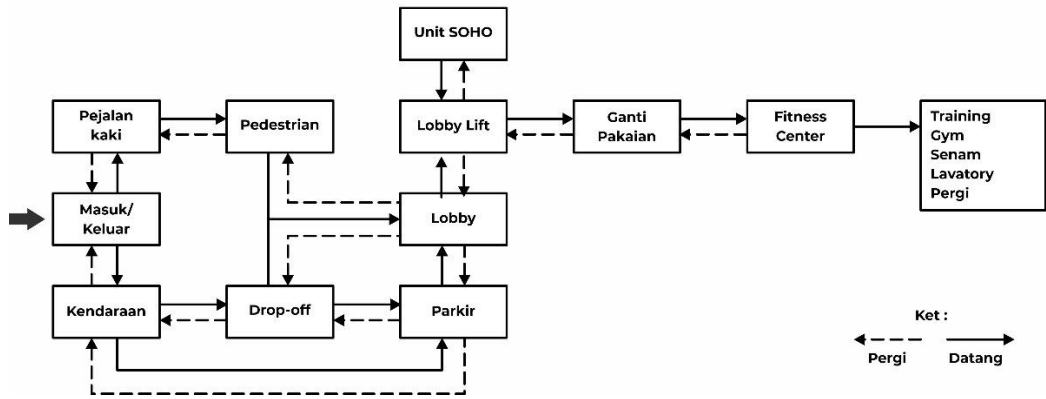 Unit SOHO
Pejalan
kaki
Pedestrian
Lobby Lift
Ganti
Pakaian
Fitness
Center
Training
Gym
Senam
Lavatory
Pergi
Masuk/
Keluar
Lobby
Kendaraan
Drop-off
Parkir
Ket :
Pergi
Datang